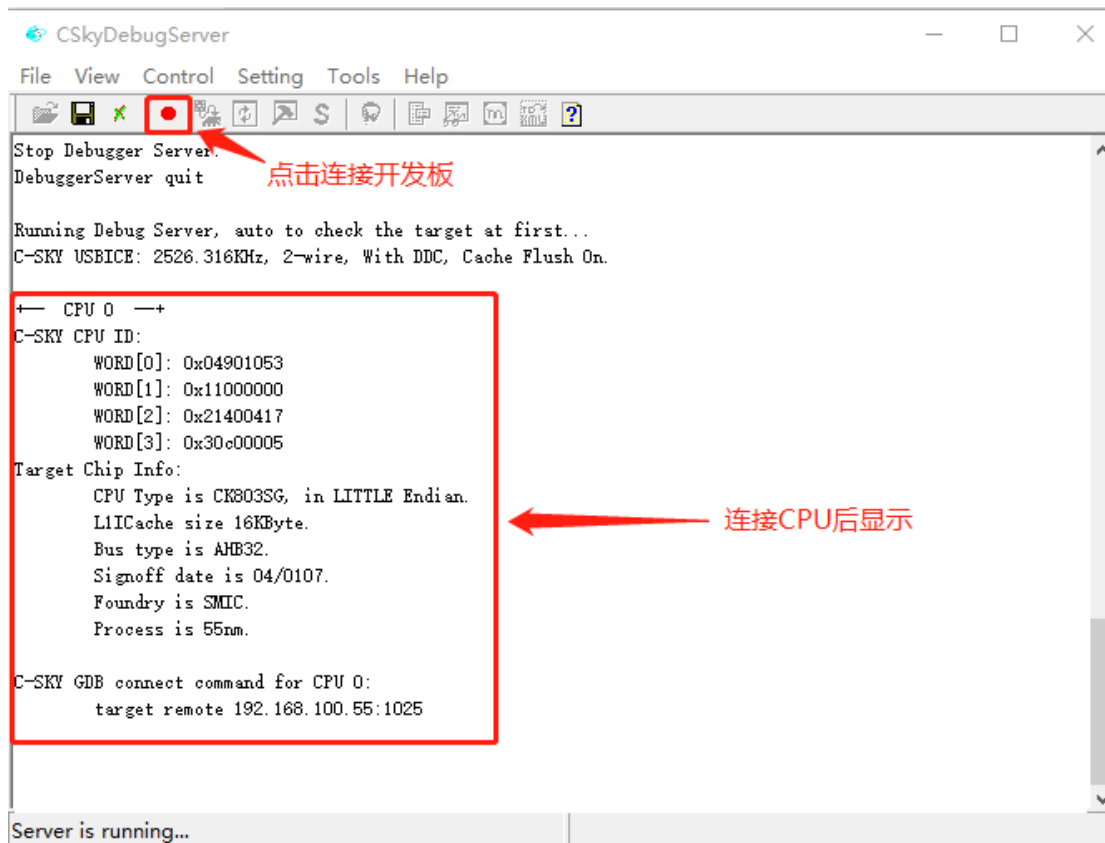 CSkyDebugServer
File View Control Setting Tools Help
Stop Debugger Server.
点击连接开发板
DebuggerServer quit
Running Debug Server, auto to check the target at first...
C-SKY USBICE: 2526.316KHz, 2-wire, With DDC, Cache Flush On.
+── CPU 0 ──+
C-SKY CPU ID:
WORD[0]: 0x04901053
WORD[1]: 0x11000000
WORD[2]: 0x21400417
WORD[3]: 0x30c00005
Target Chip Info:
CPU Type is CK803SG, in LITTLE Endian.
L1ICache size 16KByte.
连接CPU后显示
Bus type is AHB32.
Signoff date is 04/0107.
Foundry is SMIC.
Process is 55nm.
C-SKY GDB connect command for CPU 0:
target remote 192.168.100.55:1025
Server is running...